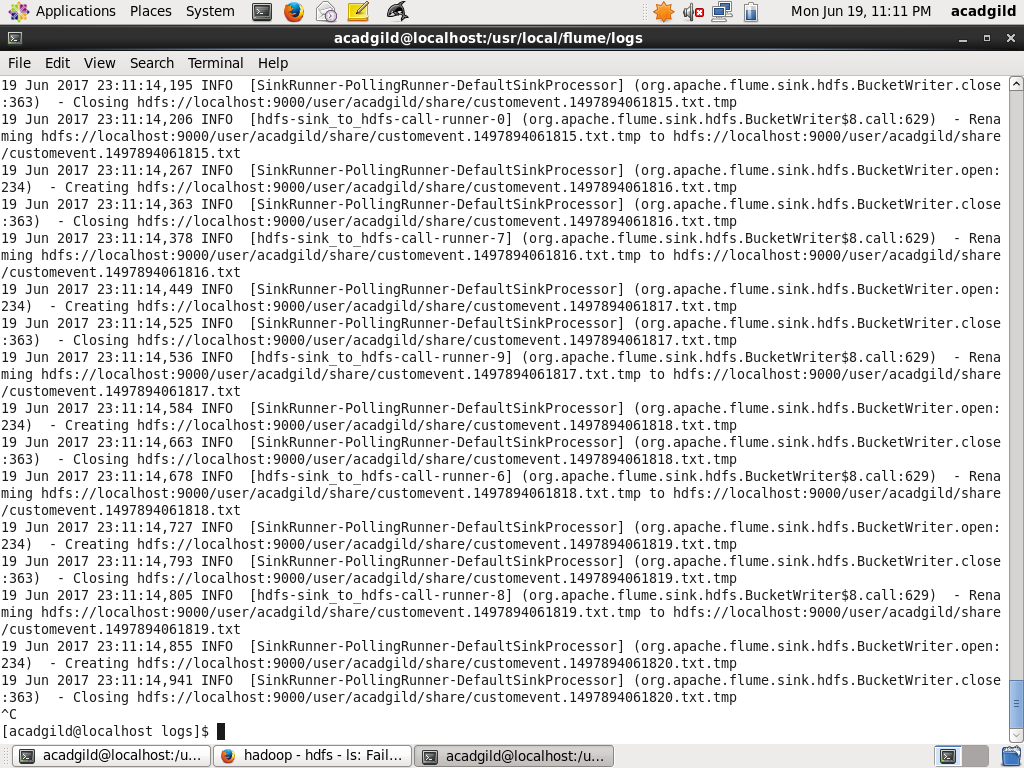 Applications Places System Mon Jun 19, 11:11 PM acadgild
acadgild@localhost:/usr/local/flume/logs
File Edit View Search Terminal Help
19 Jun 2017 23:11:14,195 INFO  [SinkRunner-PollingRunner-DefaultSinkProcessor] (org.apache.flume.sink.hdfs.BucketWriter.close
:363)  - Closing hdfs://localhost:9000/user/acadgild/share/customevent.1497894061815.txt.tmp
19 Jun 2017 23:11:14,206 INFO  [hdfs-sink_to_hdfs-call-runner-0] (org.apache.flume.sink.hdfs.BucketWriter$8.call:629)  - Rena
ming hdfs://localhost:9000/user/acadgild/share/customevent.1497894061815.txt.tmp to hdfs://localhost:9000/user/acadgild/share
/customevent.1497894061815.txt
19 Jun 2017 23:11:14,267 INFO  [SinkRunner-PollingRunner-DefaultSinkProcessor] (org.apache.flume.sink.hdfs.BucketWriter.open:
234)  - Creating hdfs://localhost:9000/user/acadgild/share/customevent.1497894061816.txt.tmp
19 Jun 2017 23:11:14,363 INFO  [SinkRunner-PollingRunner-DefaultSinkProcessor] (org.apache.flume.sink.hdfs.BucketWriter.close
:363)  - Closing hdfs://localhost:9000/user/acadgild/share/customevent.1497894061816.txt.tmp
19 Jun 2017 23:11:14,378 INFO  [hdfs-sink_to_hdfs-call-runner-7] (org.apache.flume.sink.hdfs.BucketWriter$8.call:629)  - Rena
ming hdfs://localhost:9000/user/acadgild/share/customevent.1497894061816.txt.tmp to hdfs://localhost:9000/user/acadgild/share
/customevent.1497894061816.txt
19 Jun 2017 23:11:14,449 INFO  [SinkRunner-PollingRunner-DefaultSinkProcessor] (org.apache.flume.sink.hdfs.BucketWriter.open:
234)  - Creating hdfs://localhost:9000/user/acadgild/share/customevent.1497894061817.txt.tmp
19 Jun 2017 23:11:14,525 INFO  [SinkRunner-PollingRunner-DefaultSinkProcessor] (org.apache.flume.sink.hdfs.BucketWriter.close
:363)  - Closing hdfs://localhost:9000/user/acadgild/share/customevent.1497894061817.txt.tmp
19 Jun 2017 23:11:14,536 INFO  [hdfs-sink_to_hdfs-call-runner-9] (org.apache.flume.sink.hdfs.BucketWriter$8.call:629)  - Rena
ming hdfs://localhost:9000/user/acadgild/share/customevent.1497894061817.txt.tmp to hdfs://localhost:9000/user/acadgild/share
/customevent.1497894061817.txt
19 Jun 2017 23:11:14,584 INFO  [SinkRunner-PollingRunner-DefaultSinkProcessor] (org.apache.flume.sink.hdfs.BucketWriter.open:
234)  - Creating hdfs://localhost:9000/user/acadgild/share/customevent.1497894061818.txt.tmp
19 Jun 2017 23:11:14,663 INFO  [SinkRunner-PollingRunner-DefaultSinkProcessor] (org.apache.flume.sink.hdfs.BucketWriter.close
:363)  - Closing hdfs://localhost:9000/user/acadgild/share/customevent.1497894061818.txt.tmp
19 Jun 2017 23:11:14,678 INFO  [hdfs-sink_to_hdfs-call-runner-6] (org.apache.flume.sink.hdfs.BucketWriter$8.call:629)  - Rena
ming hdfs://localhost:9000/user/acadgild/share/customevent.1497894061818.txt.tmp to hdfs://localhost:9000/user/acadgild/share
/customevent.1497894061818.txt
19 Jun 2017 23:11:14,727 INFO  [SinkRunner-PollingRunner-DefaultSinkProcessor] (org.apache.flume.sink.hdfs.BucketWriter.open:
234)  - Creating hdfs://localhost:9000/user/acadgild/share/customevent.1497894061819.txt.tmp
19 Jun 2017 23:11:14,793 INFO  [SinkRunner-PollingRunner-DefaultSinkProcessor] (org.apache.flume.sink.hdfs.BucketWriter.close
:363)  - Closing hdfs://localhost:9000/user/acadgild/share/customevent.1497894061819.txt.tmp
19 Jun 2017 23:11:14,805 INFO  [hdfs-sink_to_hdfs-call-runner-8] (org.apache.flume.sink.hdfs.BucketWriter$8.call:629)  - Rena
ming hdfs://localhost:9000/user/acadgild/share/customevent.1497894061819.txt.tmp to hdfs://localhost:9000/user/acadgild/share
/customevent.1497894061819.txt
19 Jun 2017 23:11:14,855 INFO  [SinkRunner-PollingRunner-DefaultSinkProcessor] (org.apache.flume.sink.hdfs.BucketWriter.open:
234)  - Creating hdfs://localhost:9000/user/acadgild/share/customevent.1497894061820.txt.tmp
19 Jun 2017 23:11:14,941 INFO  [SinkRunner-PollingRunner-DefaultSinkProcessor] (org.apache.flume.sink.hdfs.BucketWriter.close
:363)  - Closing hdfs://localhost:9000/user/acadgild/share/customevent.1497894061820.txt.tmp
^C
[acadgild@localhost logs]$
acadgild@localhost:/u... hadoop - hdfs - ls: Fail... acadgild@localhost:/u...